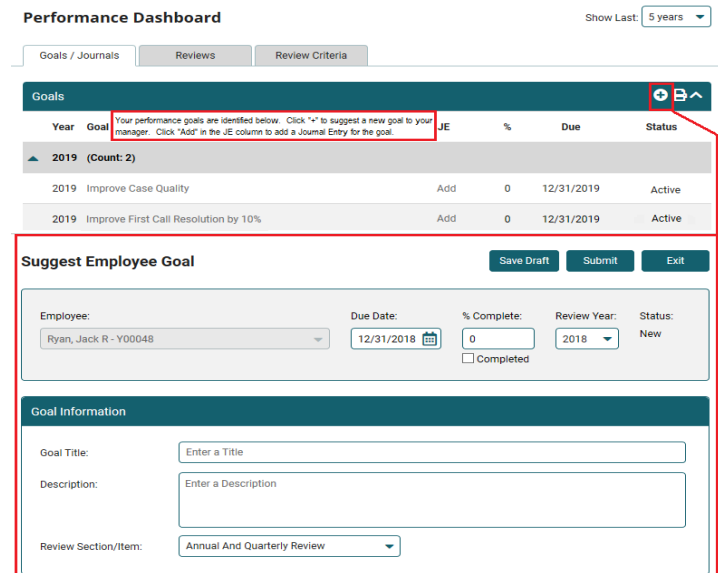 Performance Dashboard
Show Last: 5 years
Goals / Journals Reviews Review Criteria
Goals
Year Goal JE % Due Status
Your performance goals are identified below. Click "+" to suggest a new goal to your
manager. Click "Add" in the JE column to add a Journal Entry for the goal.
2019 (Count: 2)
2019 Improve Case Quality Add 0 12/31/2019 Active
2019 Improve First Call Resolution by 10% Add 0 12/31/2019 Active
Suggest Employee Goal
Save Draft Submit Exit
Employee: Due Date: % Complete: Review Year: Status:
Ryan, Jack R - Y00048 12/31/2018 0 2018 New
Completed
Goal Information
Goal Title: Enter a Title
Description: Enter a Description
Review Section/Item: Annual And Quarterly Review